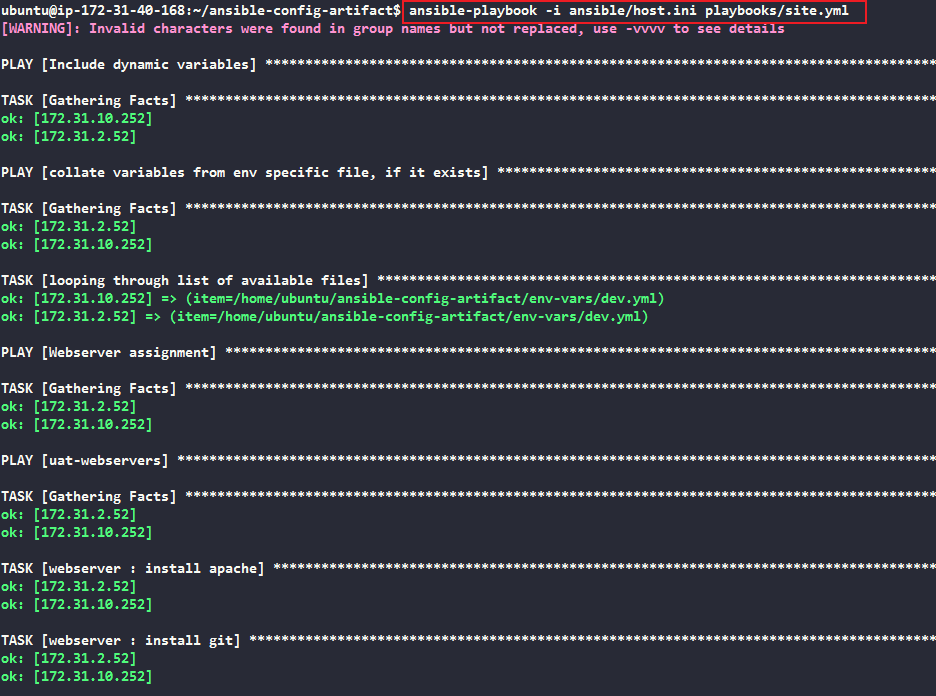 ubuntu@ip-172-31-40-168:~/ansible-config-artifact$ ansible-playbook -i ansible/host.ini playbooks/site.yml
[WARNING]: Invalid characters were found in group names but not replaced, use -vvvv to see details
PLAY [Include dynamic variables] ************************************************************************************
TASK [Gathering Facts] **********************************************************************************************
ok: [172.31.10.252]
ok: [172.31.2.52]
PLAY [collate variables from env specific file, if it exists] *******************************************************
TASK [Gathering Facts] **********************************************************************************************
ok: [172.31.2.52]
ok: [172.31.10.252]
TASK [looping through list of available files] **********************************************************************
ok: [172.31.10.252] => (item=/home/ubuntu/ansible-config-artifact/env-vars/dev.yml)
ok: [172.31.2.52] => (item=/home/ubuntu/ansible-config-artifact/env-vars/dev.yml)
PLAY [Webserver assignment] *****************************************************************************************
TASK [Gathering Facts] **********************************************************************************************
ok: [172.31.2.52]
ok: [172.31.10.252]
PLAY [uat-webservers] ***********************************************************************************************
TASK [Gathering Facts] **********************************************************************************************
ok: [172.31.2.52]
ok: [172.31.10.252]
TASK [webserver : install apache] ***********************************************************************************
ok: [172.31.2.52]
ok: [172.31.10.252]
TASK [webserver : install git] **************************************************************************************
ok: [172.31.2.52]
ok: [172.31.10.252]